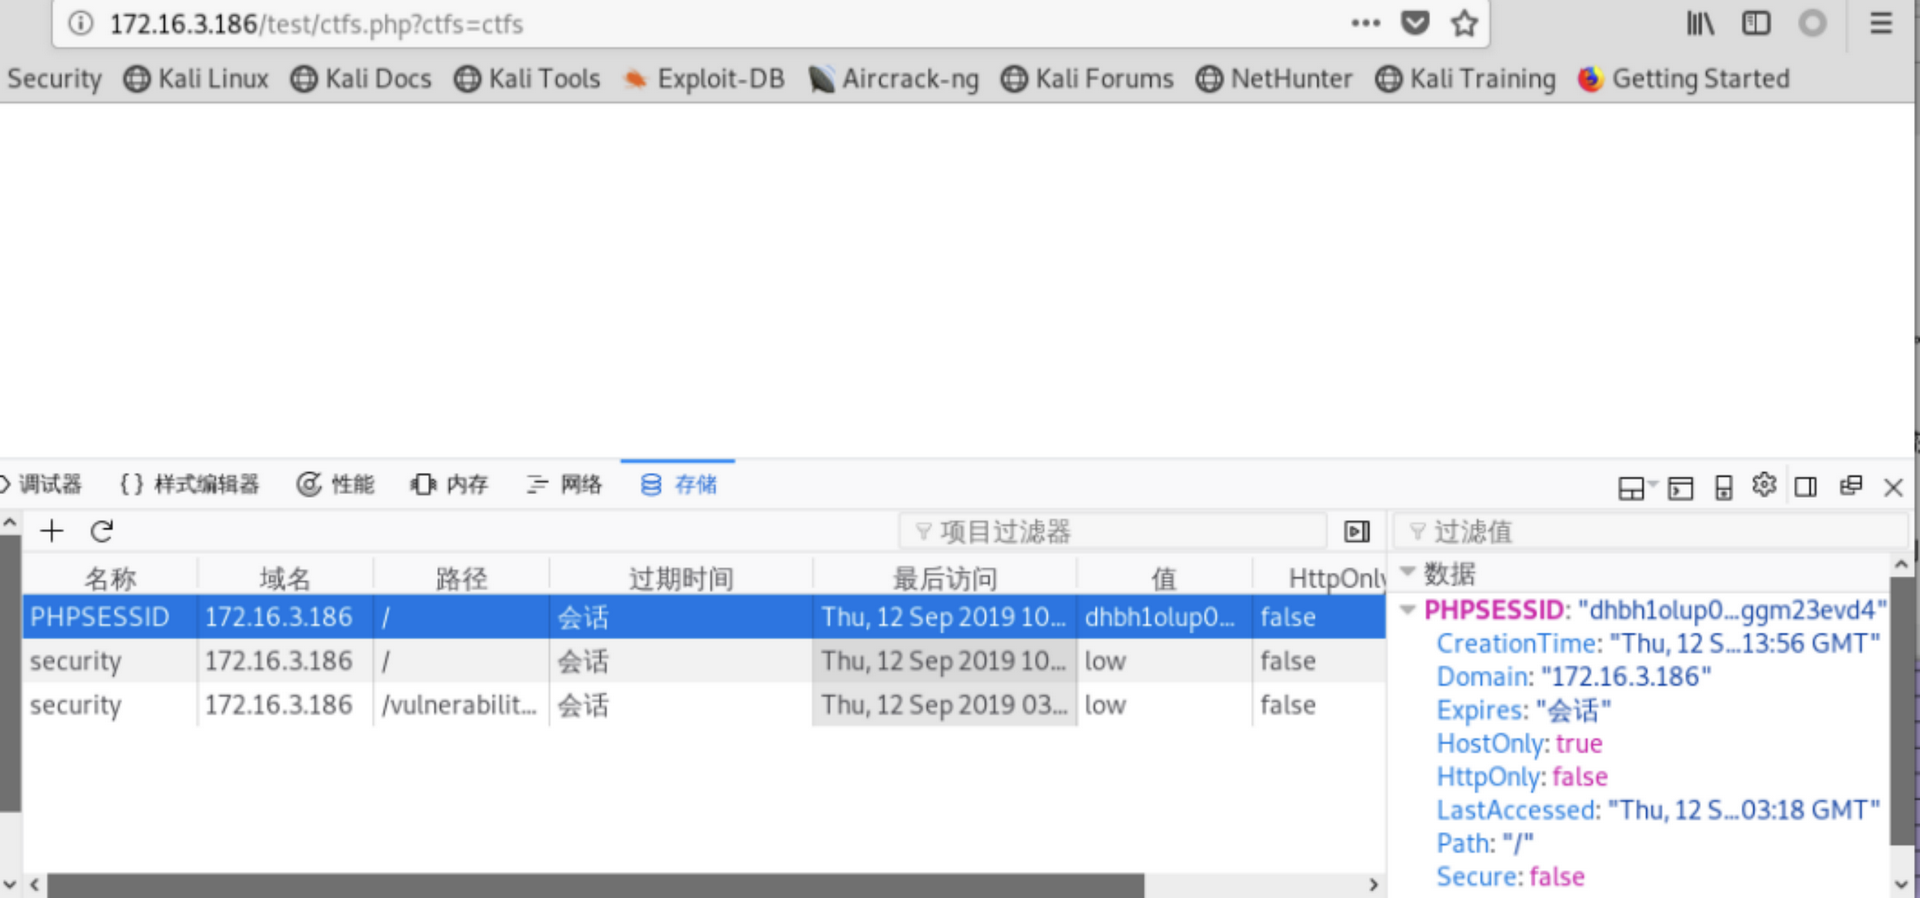 172.16.3.186/test/ctfs.php?ctfs=ctfs
Security Kali Linux Kali Docs Kali Tools Exploit-DB Aircrack-ng Kali Forums NetHunter Kali Training Getting Started
调试器 {} 样式编辑器 性能 内存 网络 存储
项目过滤器 过滤值
名称 域名 路径 过期时间 最后访问 值 HttpOnly
PHPSESSID 172.16.3.186 / 会话 Thu, 12 Sep 2019 10... dhbh1olup0... false
security 172.16.3.186 / 会话 Thu, 12 Sep 2019 10... low false
security 172.16.3.186 /vulnerabilit... 会话 Thu, 12 Sep 2019 03... low false
数据
PHPSESSID: "dhbh1olup0...ggm23evd4"
CreationTime: "Thu, 12 S...13:56 GMT"
Domain: "172.16.3.186"
Expires: "会话"
HostOnly: true
HttpOnly: false
LastAccessed: "Thu, 12 S...03:18 GMT"
Path: "/"
Secure: false